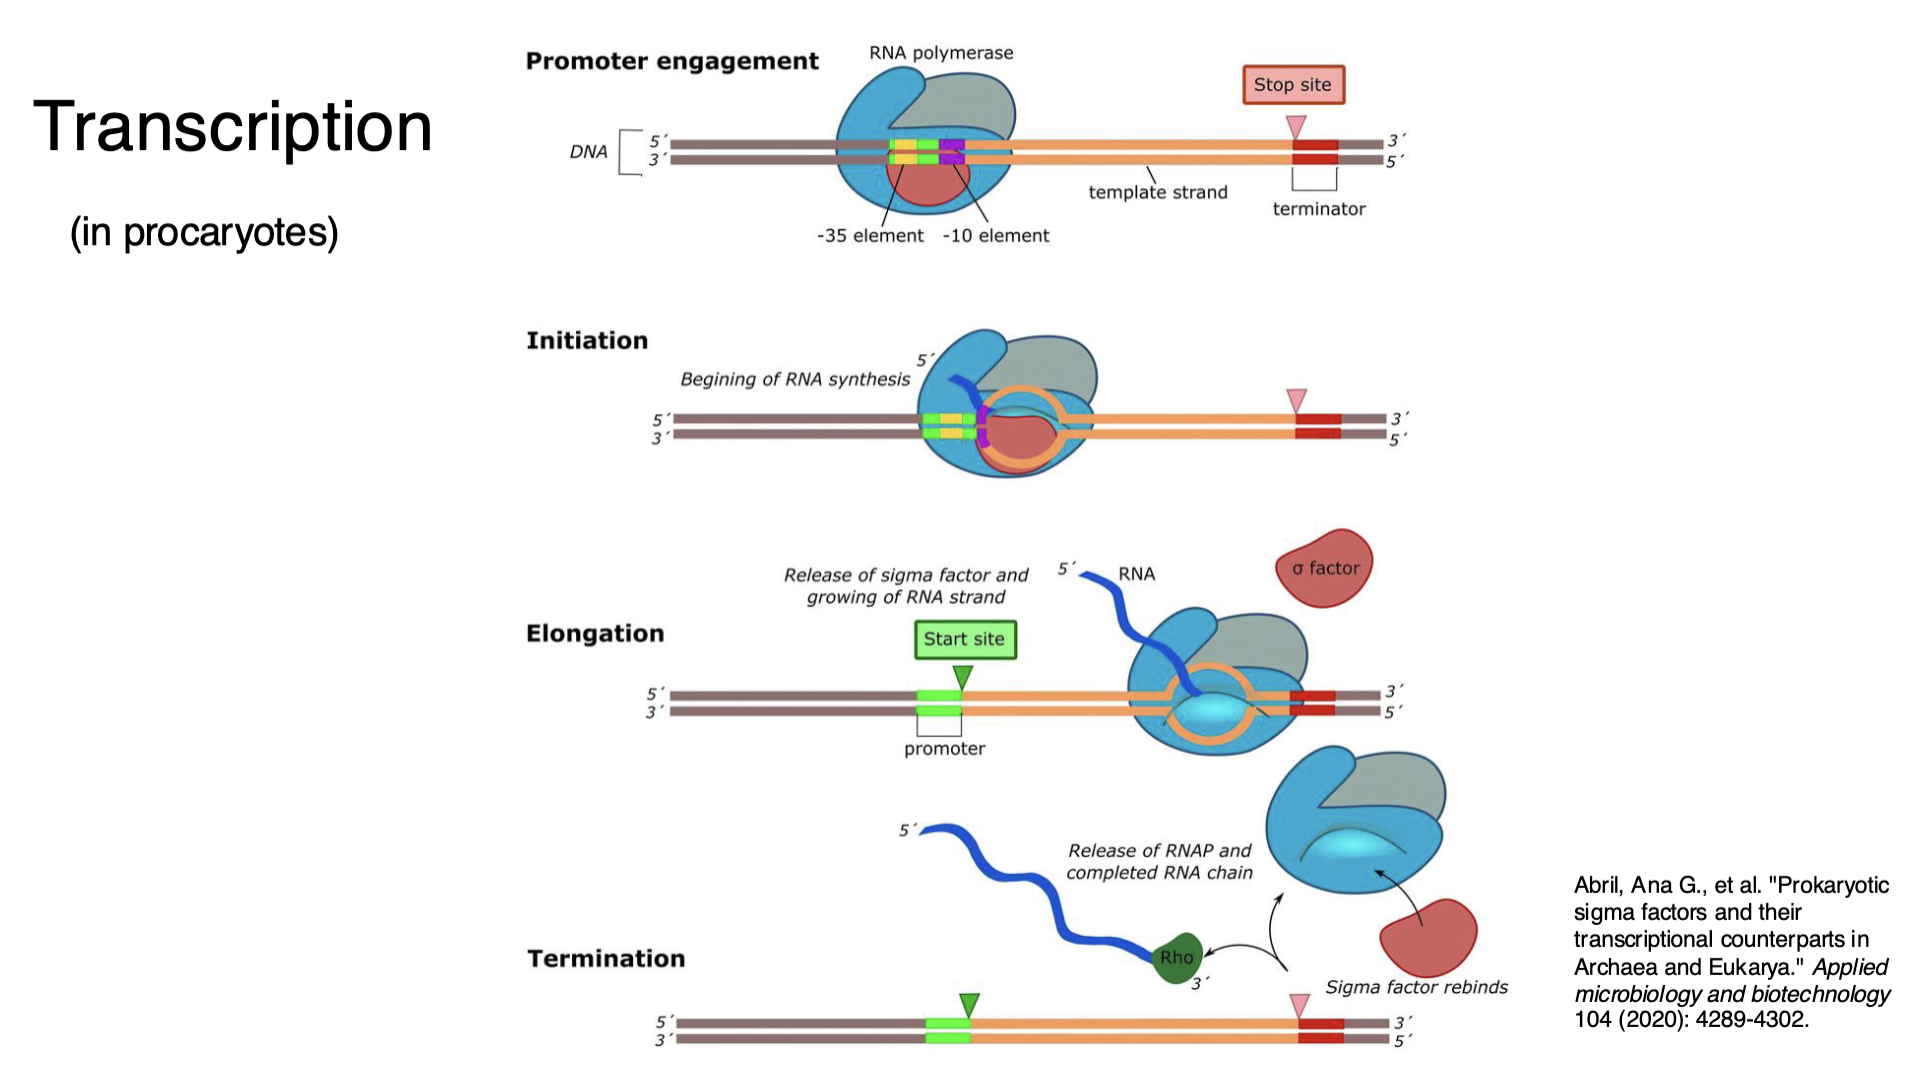 Transcription
(in procaryotes)
Promoter engagement
RNA polymerase
Stop site
DNA
5´
3´
3´
5´
template strand
terminator
-35 element
-10 element
Initiation
5´
Begining of RNA synthesis
5´
3´
3´
5´
σ factor
Release of sigma factor and
growing of RNA strand
5´
RNA
Elongation
Start site
5´
3´
3´
5´
promoter
5´
Release of RNAP and
completed RNA chain
Termination
Rho
3´
Sigma factor rebinds
5´
3´
3´
5´
Abril, Ana G., et al. "Prokaryotic
sigma factors and their
transcriptional counterparts in
Archaea and Eukarya." Applied
microbiology and biotechnology
104 (2020): 4289-4302.